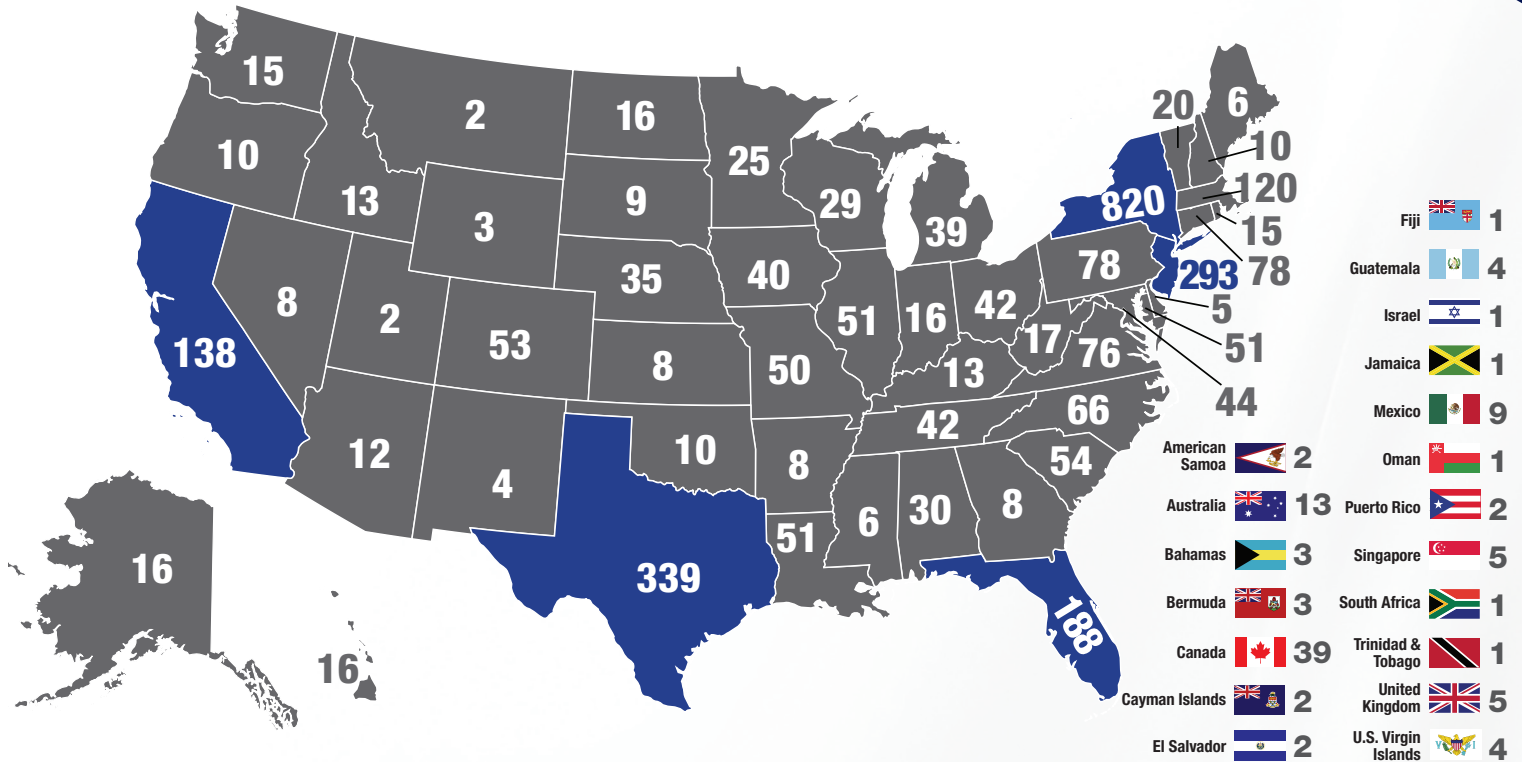 15
2
16
20
6
10
13
3
9
25
29
39
820
10
120
15
78
293
78
5
51
44
138
8
2
53
35
8
40
50
51
16
42
17
76
13
66
42
54
12
4
10
8
51
6
30
8
339
188
16
16
American
Samoa 2
Australia 13
Bahamas 3
Bermuda 3
Canada 39
Cayman Islands 2
El Salvador 2
Fiji 1
Guatemala 4
Israel 1
Jamaica 1
Mexico 9
Oman 1
Puerto Rico 2
Singapore 5
South Africa 1
Trinidad &
Tobago 1
United
Kingdom 5
U.S. Virgin
Islands 4